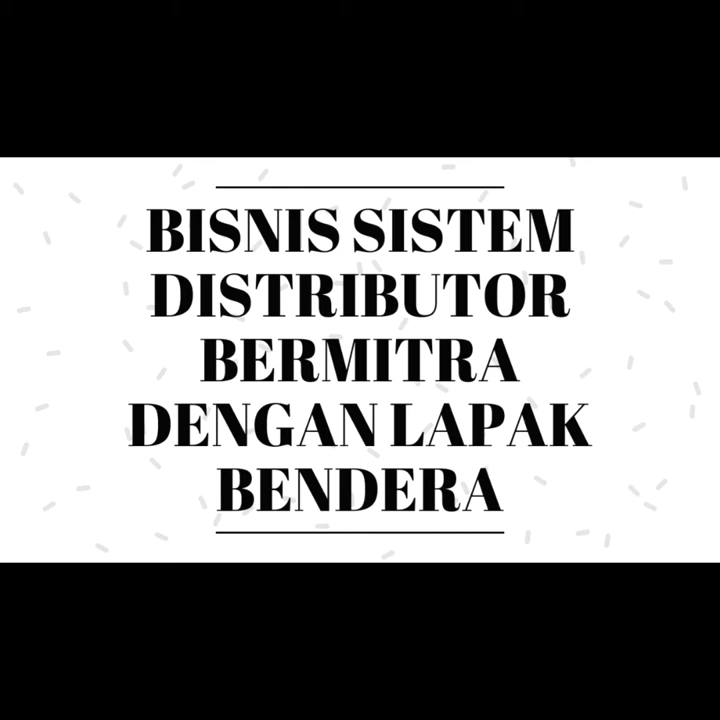 BISNIS SISTEM
DISTRIBUTOR
BERMITRA
DENGAN LAPAK
BENDERA